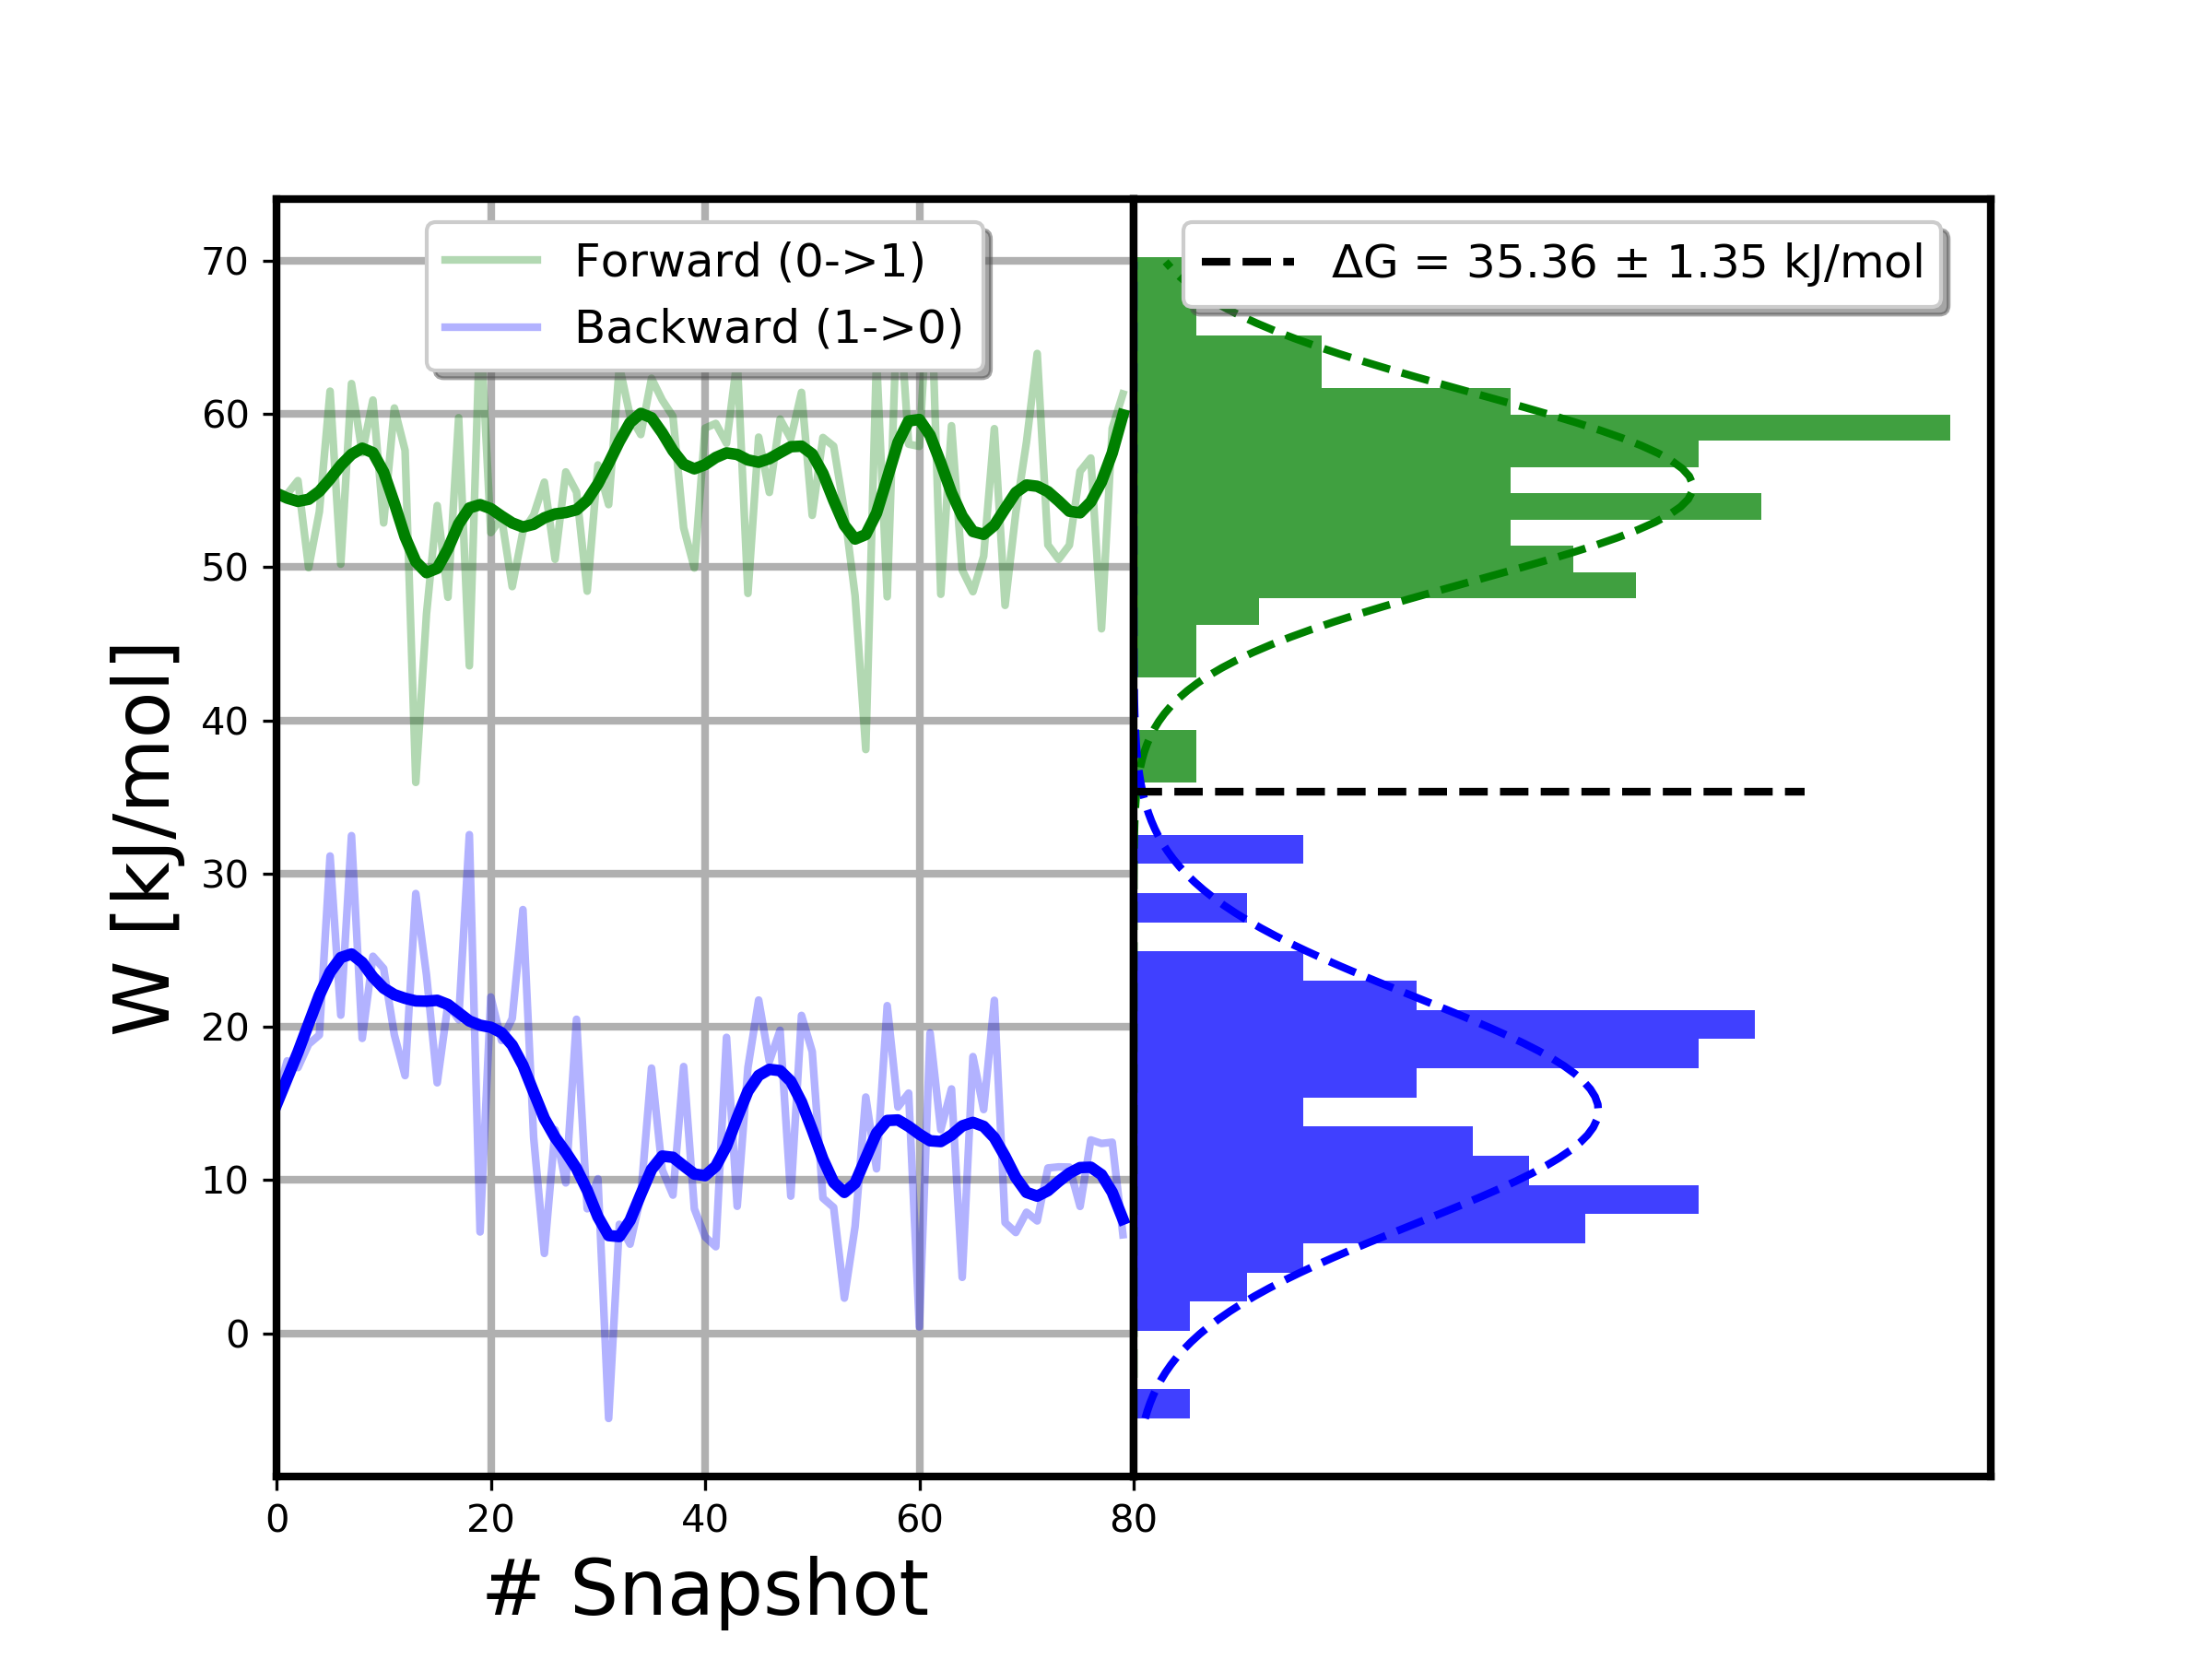 Forward (0->1)
Backward (1->0)
ΔG = 35.36 ± 1.35 kJ/mol
W [kJ/mol]
70
60
50
40
30
20
10
0
0 20 40 60 80
# Snapshot